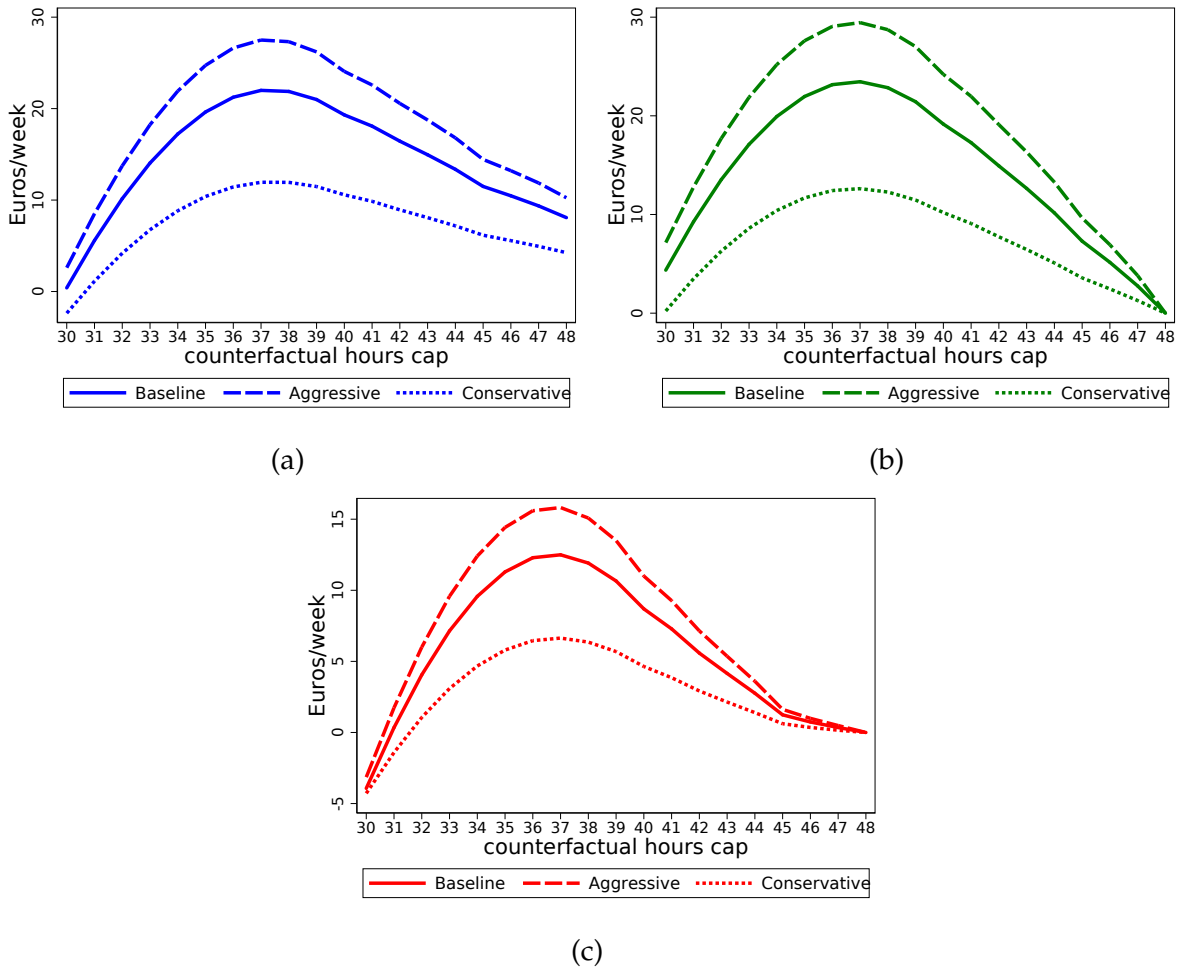 Euros/week
30
20
10
0
30 31 32 33 34 35 36 37 38 39 40 41 42 43 44 45 46 47 48
counterfactual hours cap
Baseline Aggressive Conservative
(a)
Euros/week
30
20
10
0
30 31 32 33 34 35 36 37 38 39 40 41 42 43 44 45 46 47 48
counterfactual hours cap
Baseline Aggressive Conservative
(b)
Euros/week
15
10
5
0
-5
30 31 32 33 34 35 36 37 38 39 40 41 42 43 44 45 46 47 48
counterfactual hours cap
Baseline Aggressive Conservative
(c)